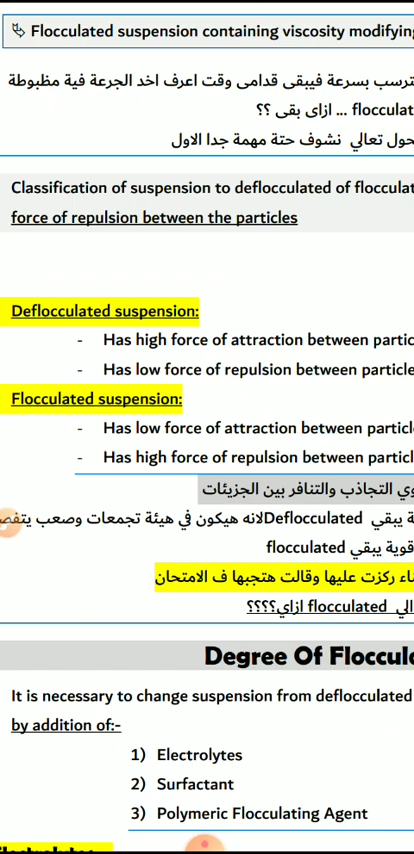 Flocculated suspension containing viscosity modifying
ترسب بسرعة فيبقى قدامى وقت اعرف اخد الجرعة فية مظبوطة
flocculat ... ازاى بقى ؟؟
حول تعالي نشوف حتة مهمة جدا الاول
Classification of suspension to deflocculated of flocculat
force of repulsion between the particles
Deflocculated suspension:
- Has high force of attraction between partic
- Has low force of repulsion between particle
Flocculated suspension:
- Has low force of attraction between particl
- Has high force of repulsion between particl
وي التجاذب والتنافر بين الجزيئات
ة يبقي Deflocculatedلانه هيكون في هيئة تجمعات وصعب يتفص
قوية يبقي flocculated
ناء ركزت عليها وقالت هتجبها ف الامتحان
الي flocculated ازاي؟؟؟؟
Degree Of Floccul
It is necessary to change suspension from deflocculated
by addition of:-
1) Electrolytes
2) Surfactant
3) Polymeric Flocculating Agent